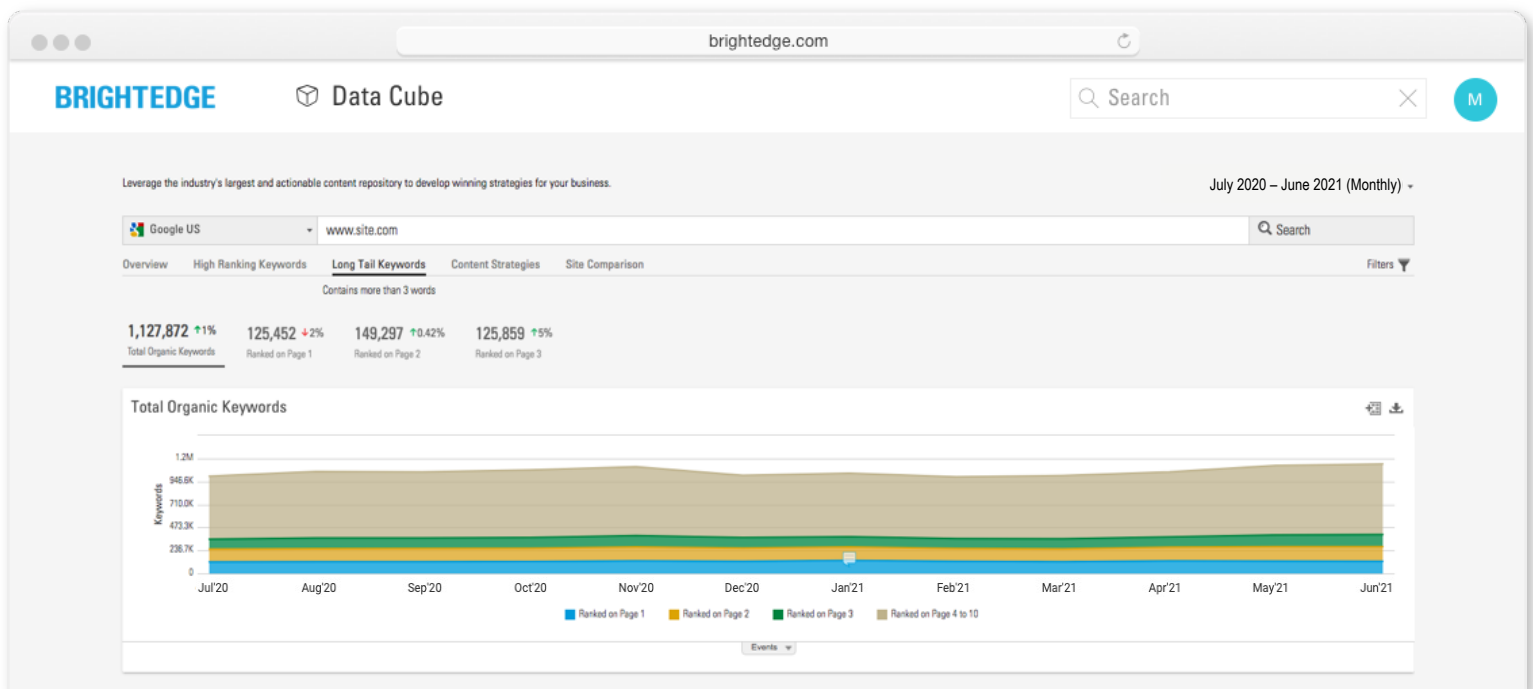 brightedge.com
BRIGHTEDGE Data Cube Search M
Leverage the industry's largest and actionable content repository to develop winning strategies for your business. July 2020 – June 2021 (Monthly)
Google US www.site.com Search
Overview High Ranking Keywords Long Tail Keywords Content Strategies Site Comparison Filters
Contains more than 3 words
1,127,872 ↑1% 125,452 ↓2% 149,297 ↑0.42% 125,859 ↑5%
Total Organic Keywords Ranked on Page 1 Ranked on Page 2 Ranked on Page 3
Total Organic Keywords
Keywords
1.2M
946.6K
710.0K
473.3K
236.7K
0
Jul'20 Aug'20 Sep'20 Oct'20 Nov'20 Dec'20 Jan'21 Feb'21 Mar'21 Apr'21 May'21 Jun'21
Ranked on Page 1 Ranked on Page 2 Ranked on Page 3 Ranked on Page 4 to 10
Events